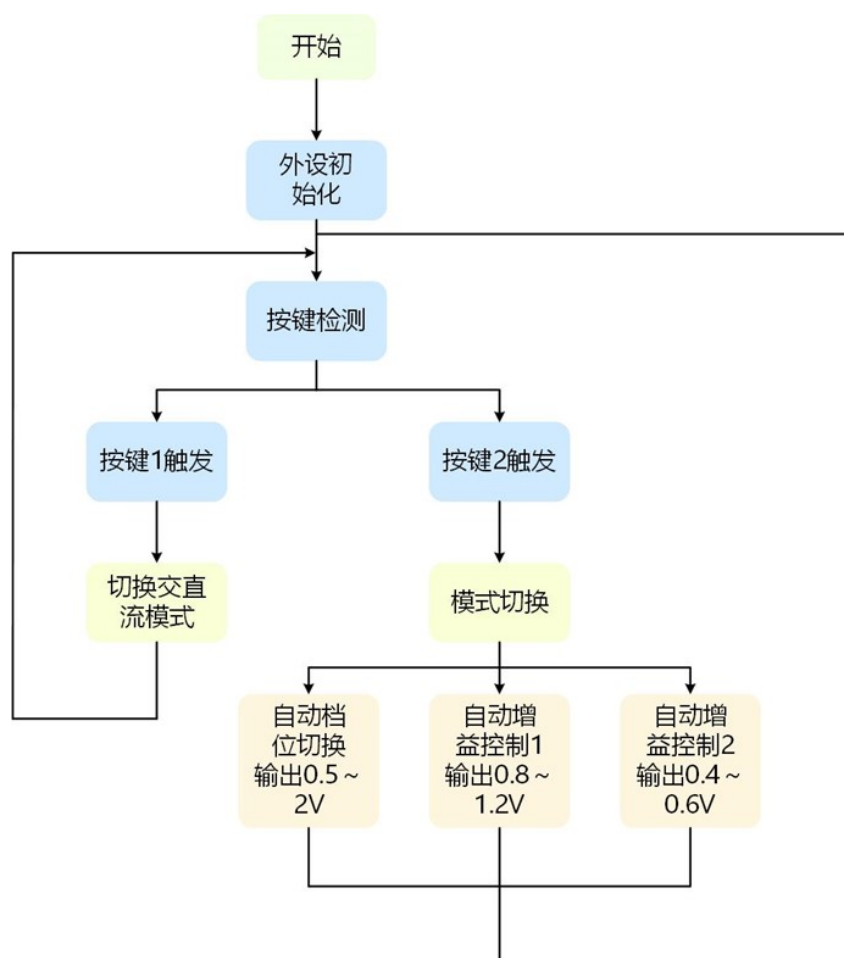 开始
外设初
始化
按键检测
按键1触发
按键2触发
切换交直
流模式
模式切换
自动档
位切换
输出0.5～
2V
自动增
益控制1
输出0.8～
1.2V
自动增
益控制2
输出0.4～
0.6V